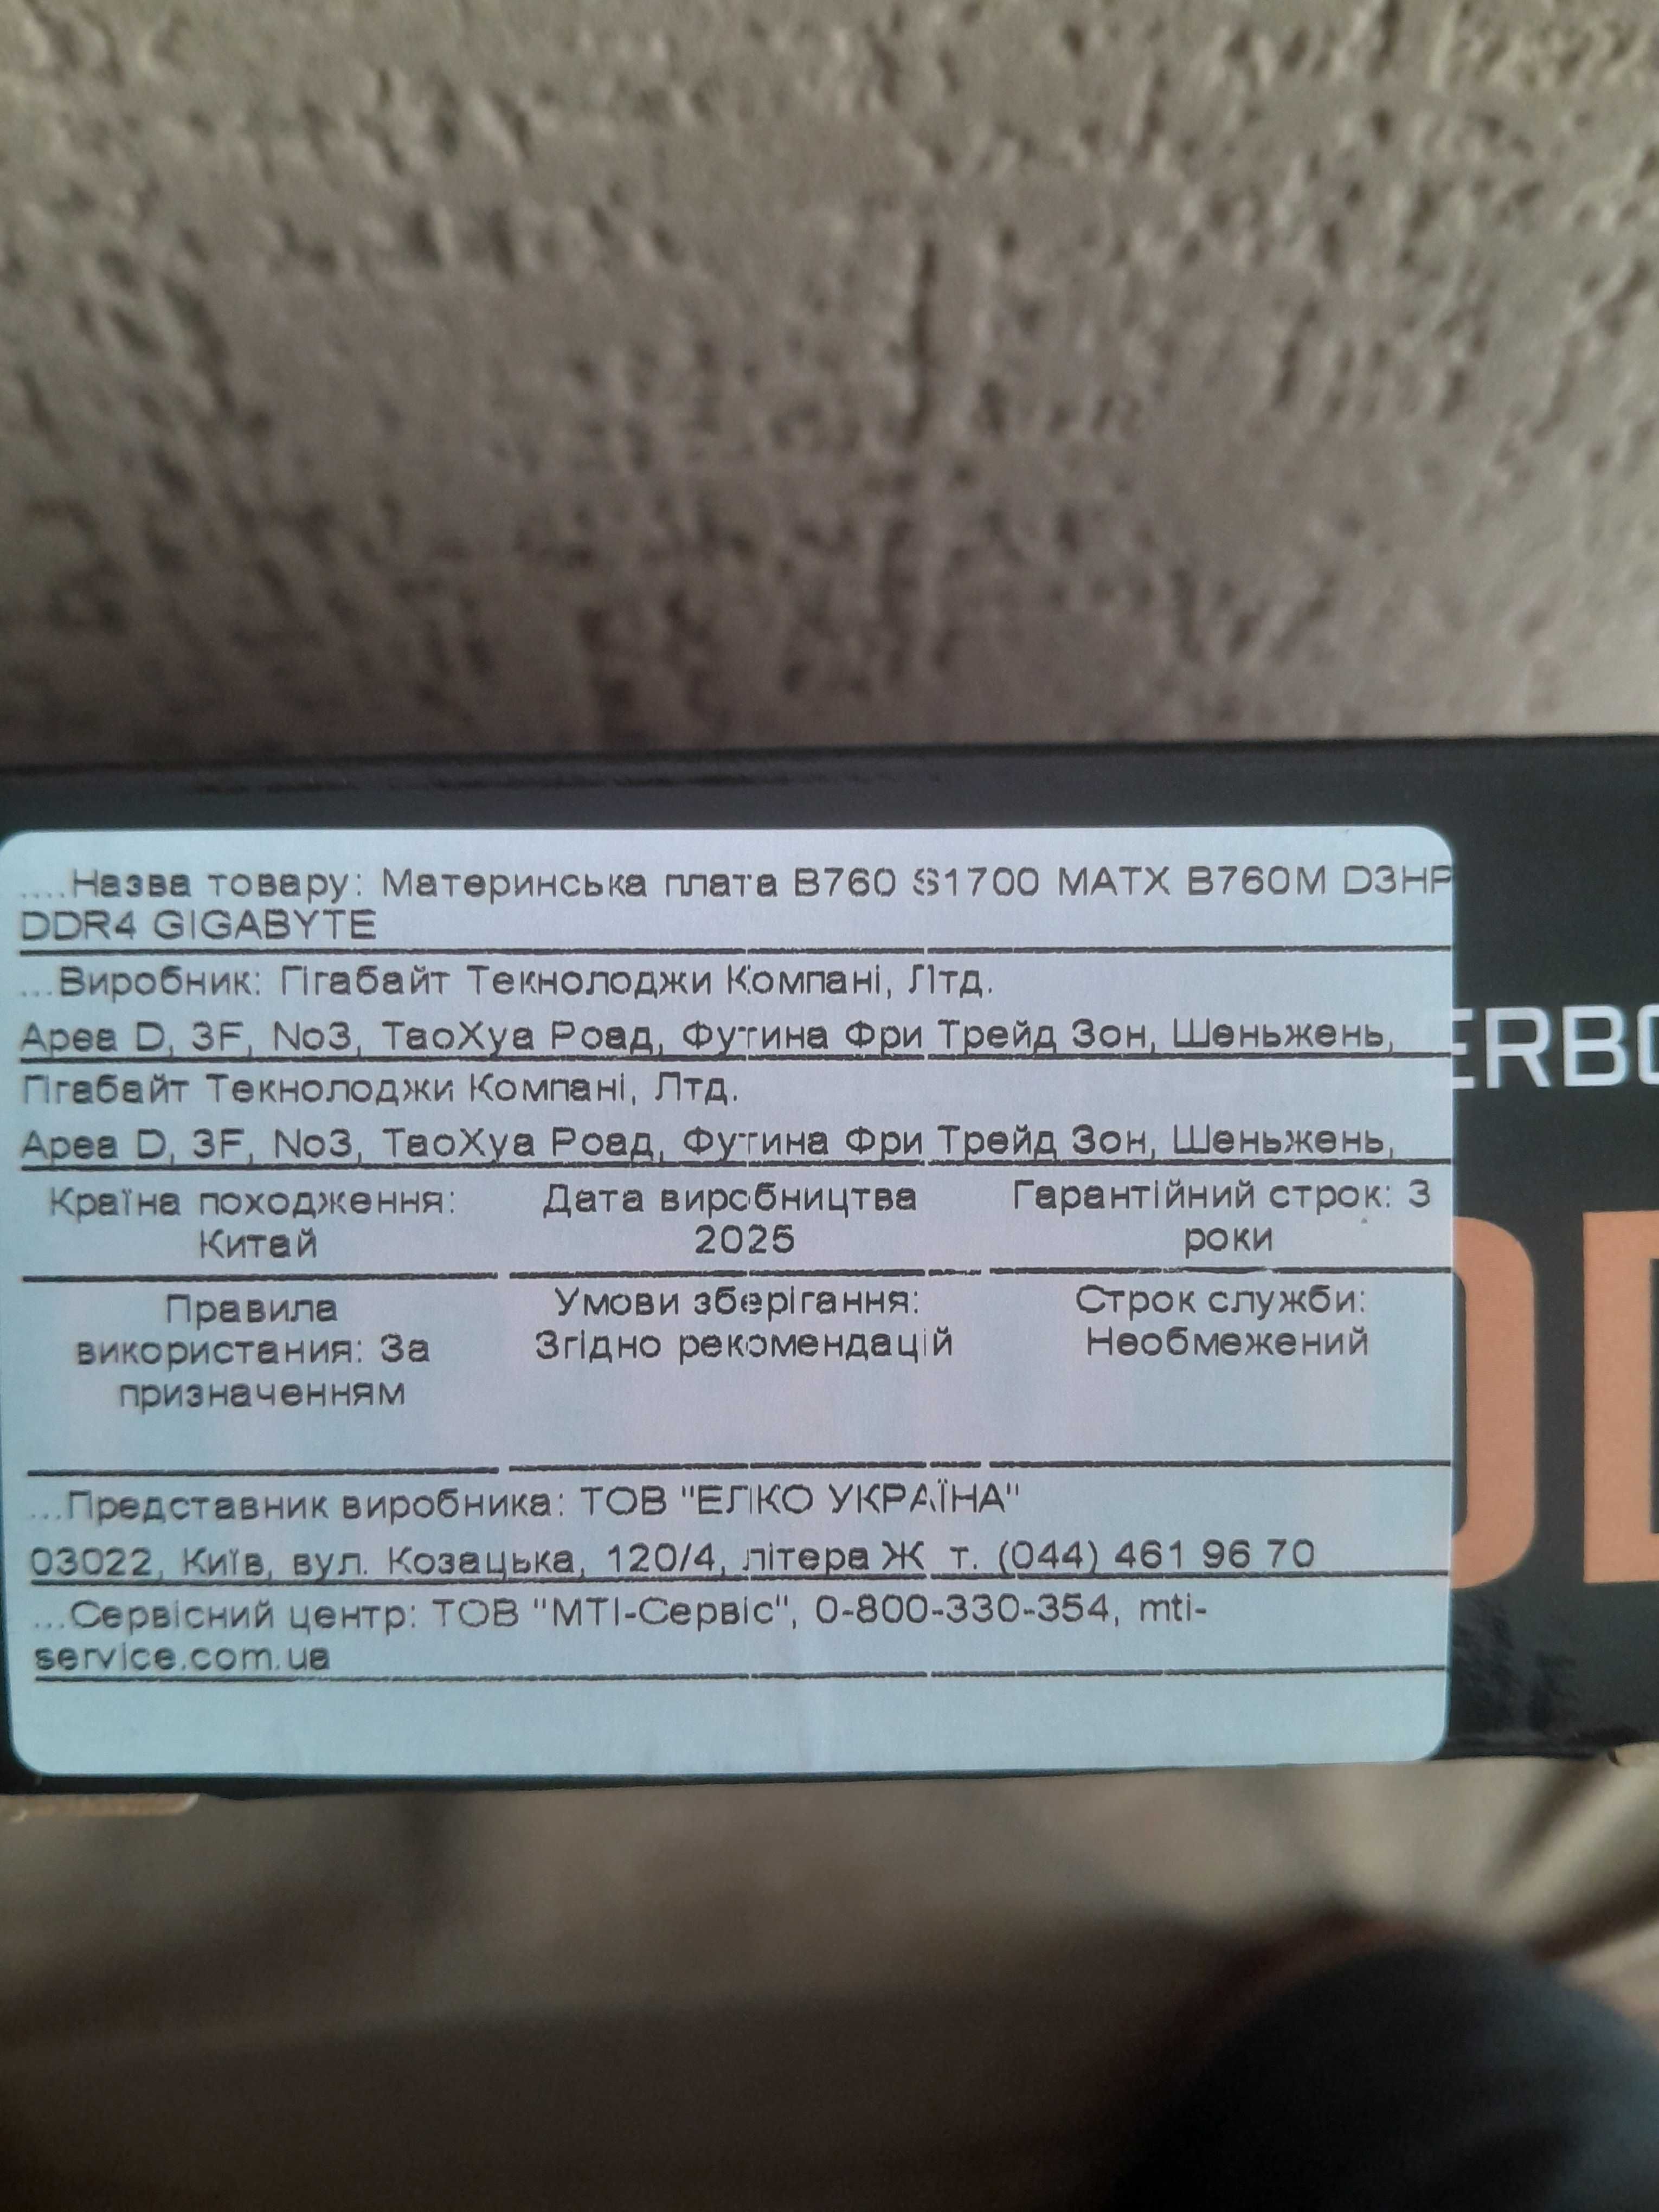 ....Назва товару: Материнська плата B760 S1700 MATX B760M D3HP
DDR4 GIGABYTE
...Виробник: Гігабайт Текнолоджи Компані, Лтд.
Ареа D, 3F, No3, ТаоХуа Роад, Футина Фри Трейд Зон, Шеньжень,
Гігабайт Текнолоджи Компані, Лтд.
Ареа D, 3F, No3, ТаоХуа Роад, Футина Фри Трейд Зон, Шеньжень,
Країна походження: Дата виробництва Гарантійний строк: 3
Китай 2025 роки
Правила Умови зберігання: Строк служби:
використания: За Згідно рекомендацій Необмежений
призначенням
...Представник виробника: ТОВ "ЕЛКО УКРАЇНА"
03022, Київ, вул. Козацька, 120/4, літера Ж т. (044) 461 96 70
...Сервісний центр: ТОВ "МТІ-Сервіс", 0-800-330-354, mti-
service.com.ua
ERBO